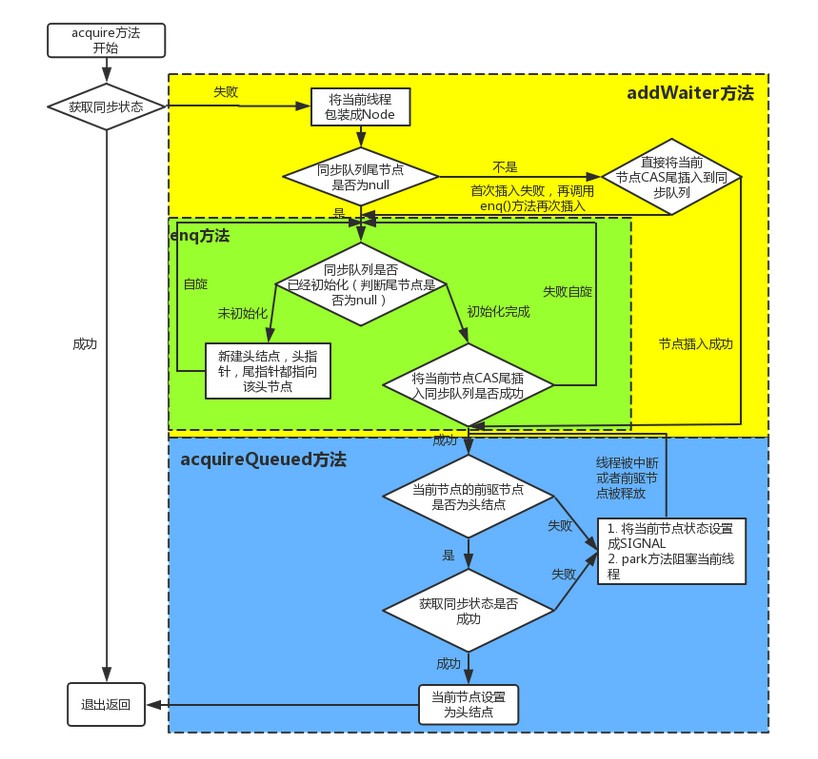 acquire方法
开始
获取同步状态
失败
将当前线程
包装成Node
addWaiter方法
同步队列尾节点
是否为null
不是
直接将当前
节点CAS尾插入到同
步队列
首次插入失败，再调用
enq()方法再次插入
是
enq方法
同步队列是否
已经初始化（判断尾节点是
否为null）
自旋
失败自旋
未初始化
初始化完成
成功
节点插入成功
新建头结点，头指
针，尾指针都指向
该头节点
将当前节点CAS尾插
入同步队列是否成功
成功
acquireQueued方法
线程被中断
或者前驱节
点被释放
当前节点的前驱节点
是否为头结点
失败
1. 将当前节点状态设置
成SIGNAL
2. park方法阻塞当前线
程
是
失败
获取同步状态是否
成功
成功
当前节点设置
为头结点
退出返回